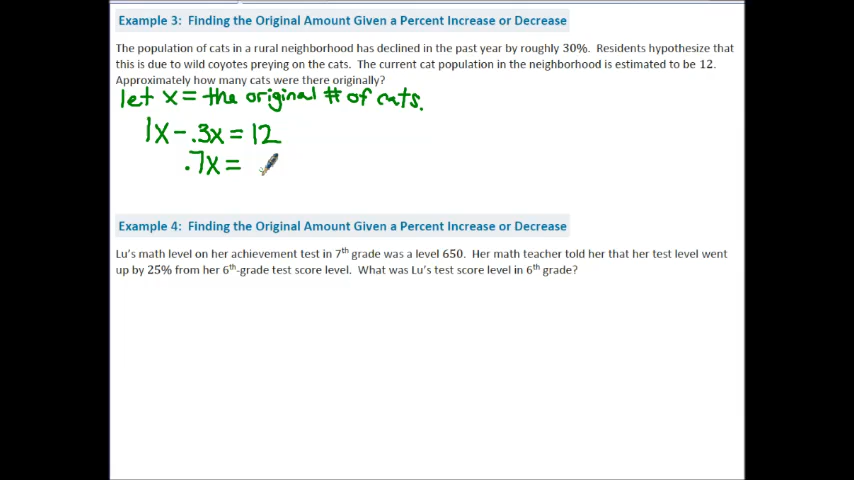 Example 3: Finding the Original Amount Given a Percent Increase or Decrease
The population of cats in a rural neighborhood has declined in the past year by roughly 30%. Residents hypothesize that
this is due to wild coyotes preying on the cats. The current cat population in the neighborhood is estimated to be 12.
Approximately how many cats were there originally?
let x = the original # of cats.
1x - .3x = 12
.7x =
Example 4: Finding the Original Amount Given a Percent Increase or Decrease
Lu's math level on her achievement test in 7th grade was a level 650. Her math teacher told her that her test level went
up by 25% from her 6th-grade test score level. What was Lu's test score level in 6th grade?